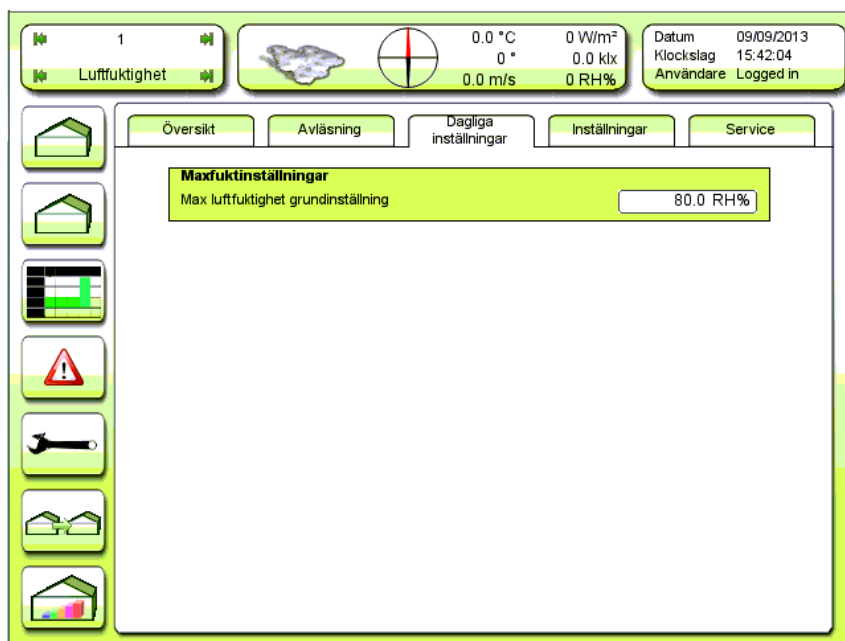 1
Luftfuktighet
0.0 °C 0 W/m²
0 ° 0.0 klx
0.0 m/s 0 RH%
Datum 09/09/2013
Klockslag 15:42:04
Användare Logged in
Översikt
Avläsning
Dagliga
inställningar
Inställningar
Service
Maxfuktinställningar
Max luftfuktighet grundinställning 80.0 RH%